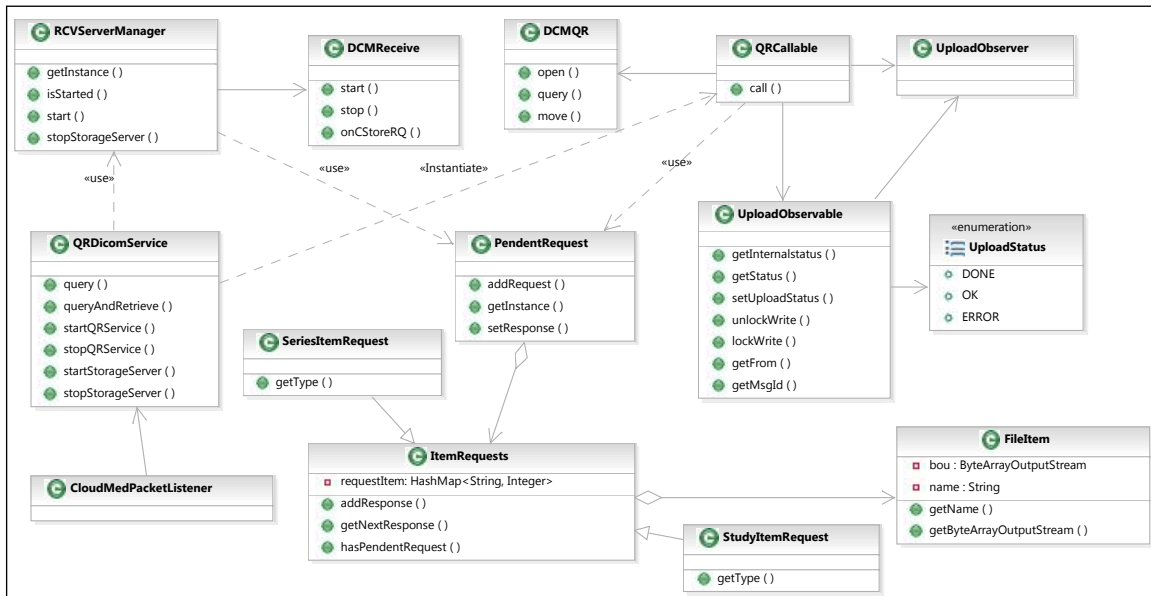 RCVServerManager
getInstance ( )
isStarted ( )
start ( )
stopStorageServer ( )
DCMReceive
start ( )
stop ( )
onCStoreRQ ( )
DCMQR
open ( )
query ( )
move ( )
QRCallable
call ( )
UploadObserver
«use»
«use»
«Instantiate»
«use»
QRDicomService
query ( )
queryAndRetrieve ( )
startQRService ( )
stopQRService ( )
startStorageServer ( )
stopStorageServer ( )
PendentRequest
addRequest ( )
getInstance ( )
setResponse ( )
UploadObservable
getInternalstatus ( )
getStatus ( )
setUploadStatus ( )
unlockWrite ( )
lockWrite ( )
getFrom ( )
getMsgId ( )
«enumeration»
UploadStatus
DONE
OK
ERROR
SeriesItemRequest
getType ( )
CloudMedPacketListener
ItemRequests
requestItem: HashMap<String, Integer>
addResponse ( )
getNextResponse ( )
hasPendentRequest ( )
FileItem
bou : ByteArrayOutputStream
name : String
getName ( )
getByteArrayOutputStream ( )
StudyItemRequest
getType ( )